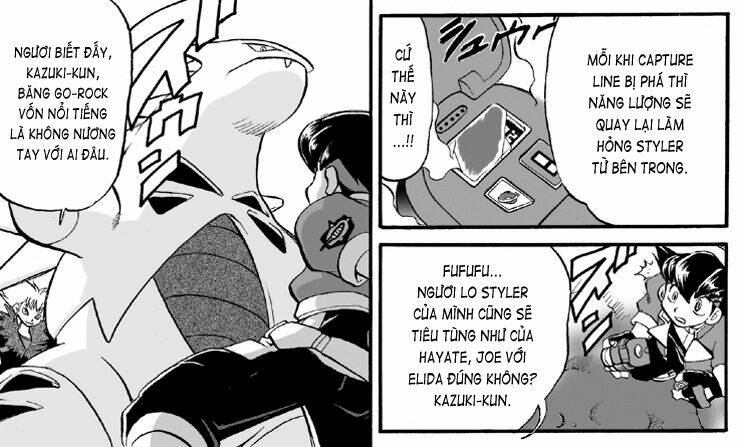 MỖI KHI CAPTURE
LINE BỊ PHÁ THÌ
NĂNG LƯỢNG SẼ
QUAY LẠI LÀM
HỎNG STYLER
TỪ BÊN TRONG.
CỨ
THẾ
NÀY THÌ
...!!
FUFUFU...
NGƯƠI LO STYLER
CỦA MÌNH CŨNG SẼ
TIÊU TÙNG NHƯ CỦA
HAYATE, JOE VỚI
ELIDA ĐÚNG KHÔNG?
KAZUKI-KUN.
NGƯƠI BIẾT ĐẤY,
KAZUKI-KUN,
BĂNG GO-ROCK
VỐN NỔI TIẾNG
LÀ KHÔNG NƯƠNG
TAY VỚI AI ĐÂU.